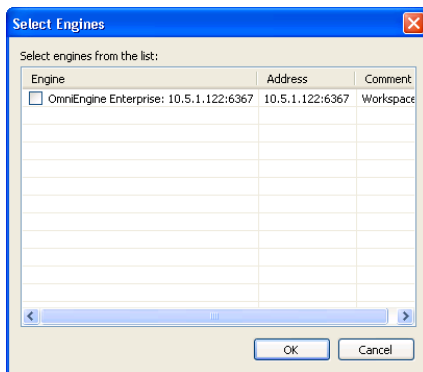 Select Engines
Select engines from the list:
Engine Address Comment
OmniEngine Enterprise: 10.5.1.122:6367 10.5.1.122:6367 Workspace
OK Cancel